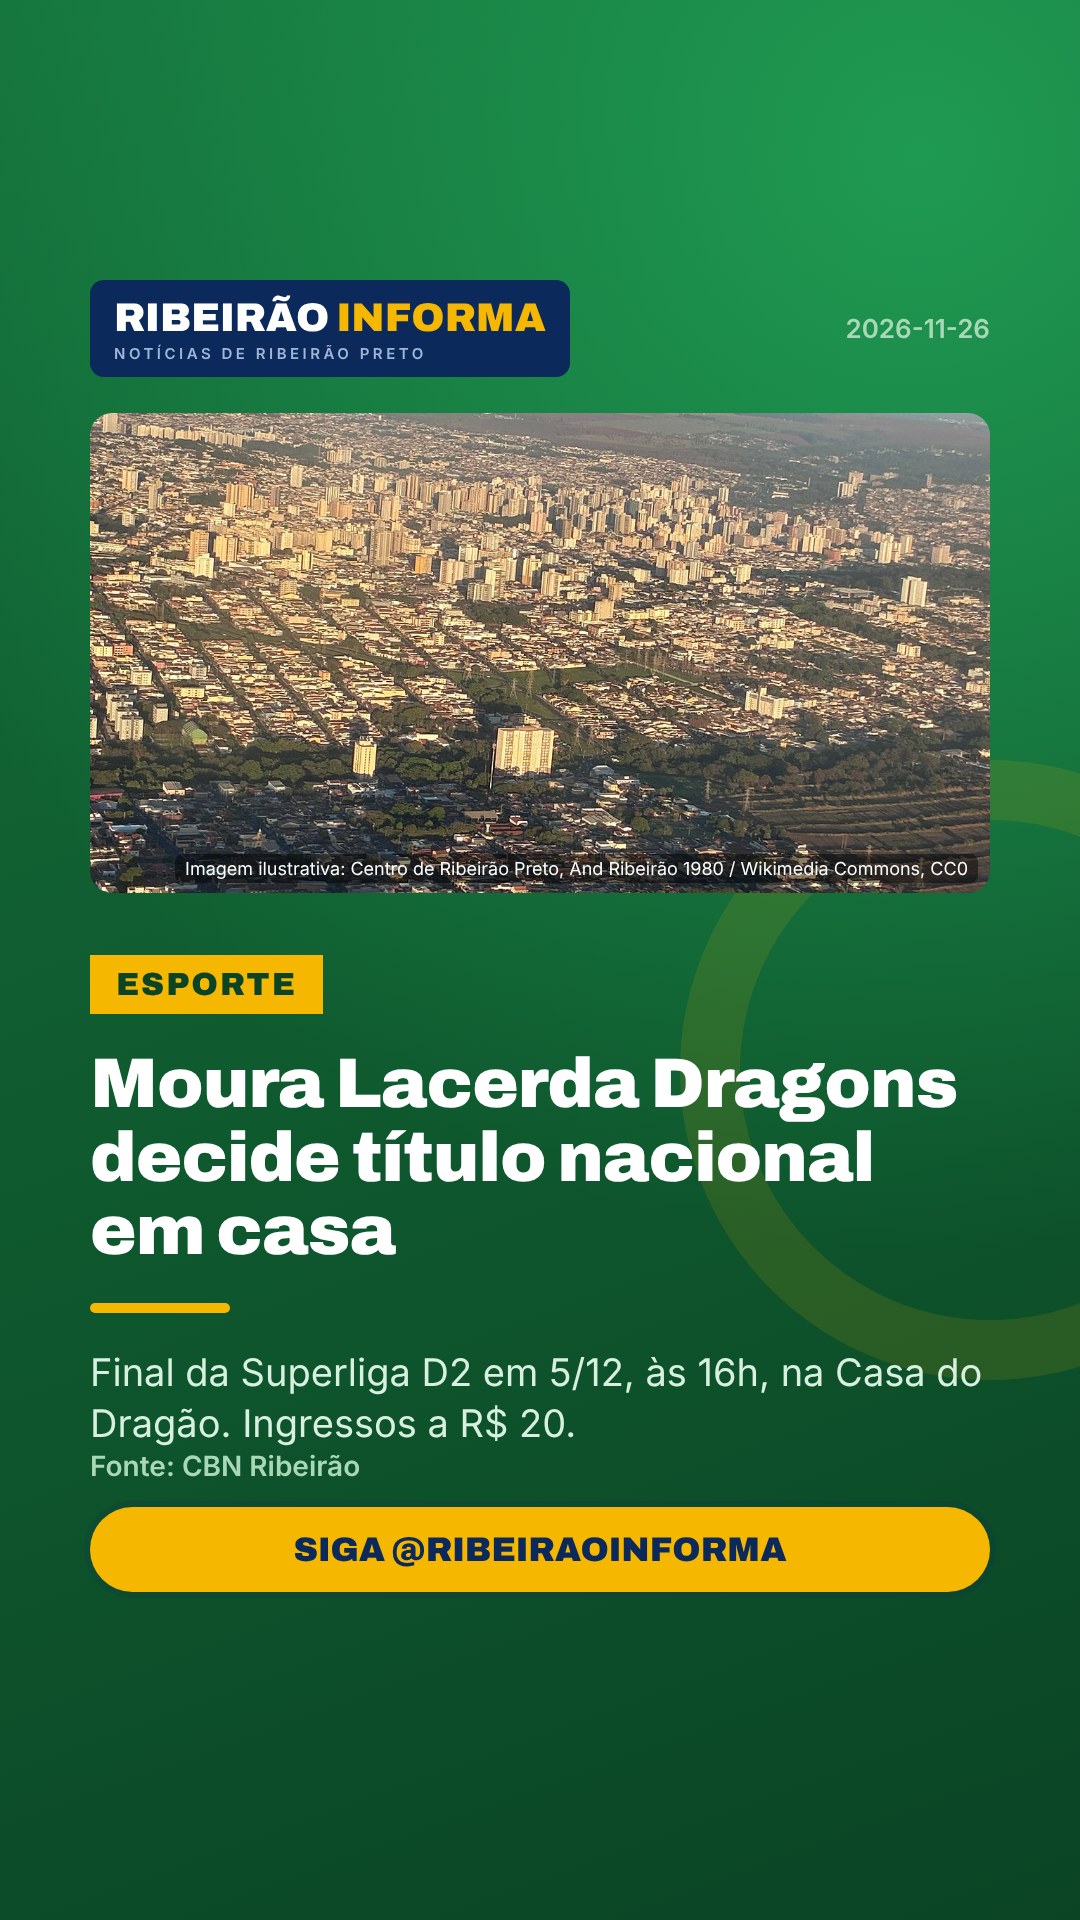 RIBEIRÃO INFORMA
NOTÍCIAS DE RIBEIRÃO PRETO
2026-11-26
Imagem ilustrativa: Centro de Ribeirão Preto, And Ribeirão 1980 / Wikimedia Commons, CC0
ESPORTE
Moura Lacerda Dragons
decide título nacional
em casa
Final da Superliga D2 em 5/12, às 16h, na Casa do
Dragão. Ingressos a R$ 20.
Fonte: CBN Ribeirão
SIGA @RIBEIRAOINFORMA